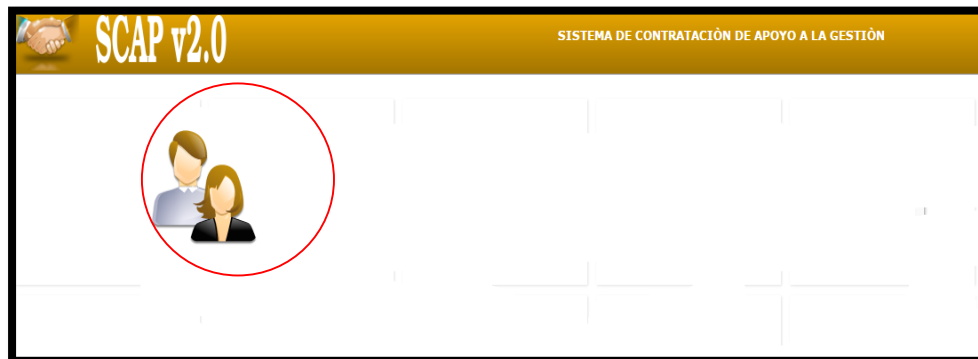 SCAP v2.0
SISTEMA DE CONTRATACIÒN DE APOYO A LA GESTIÒN